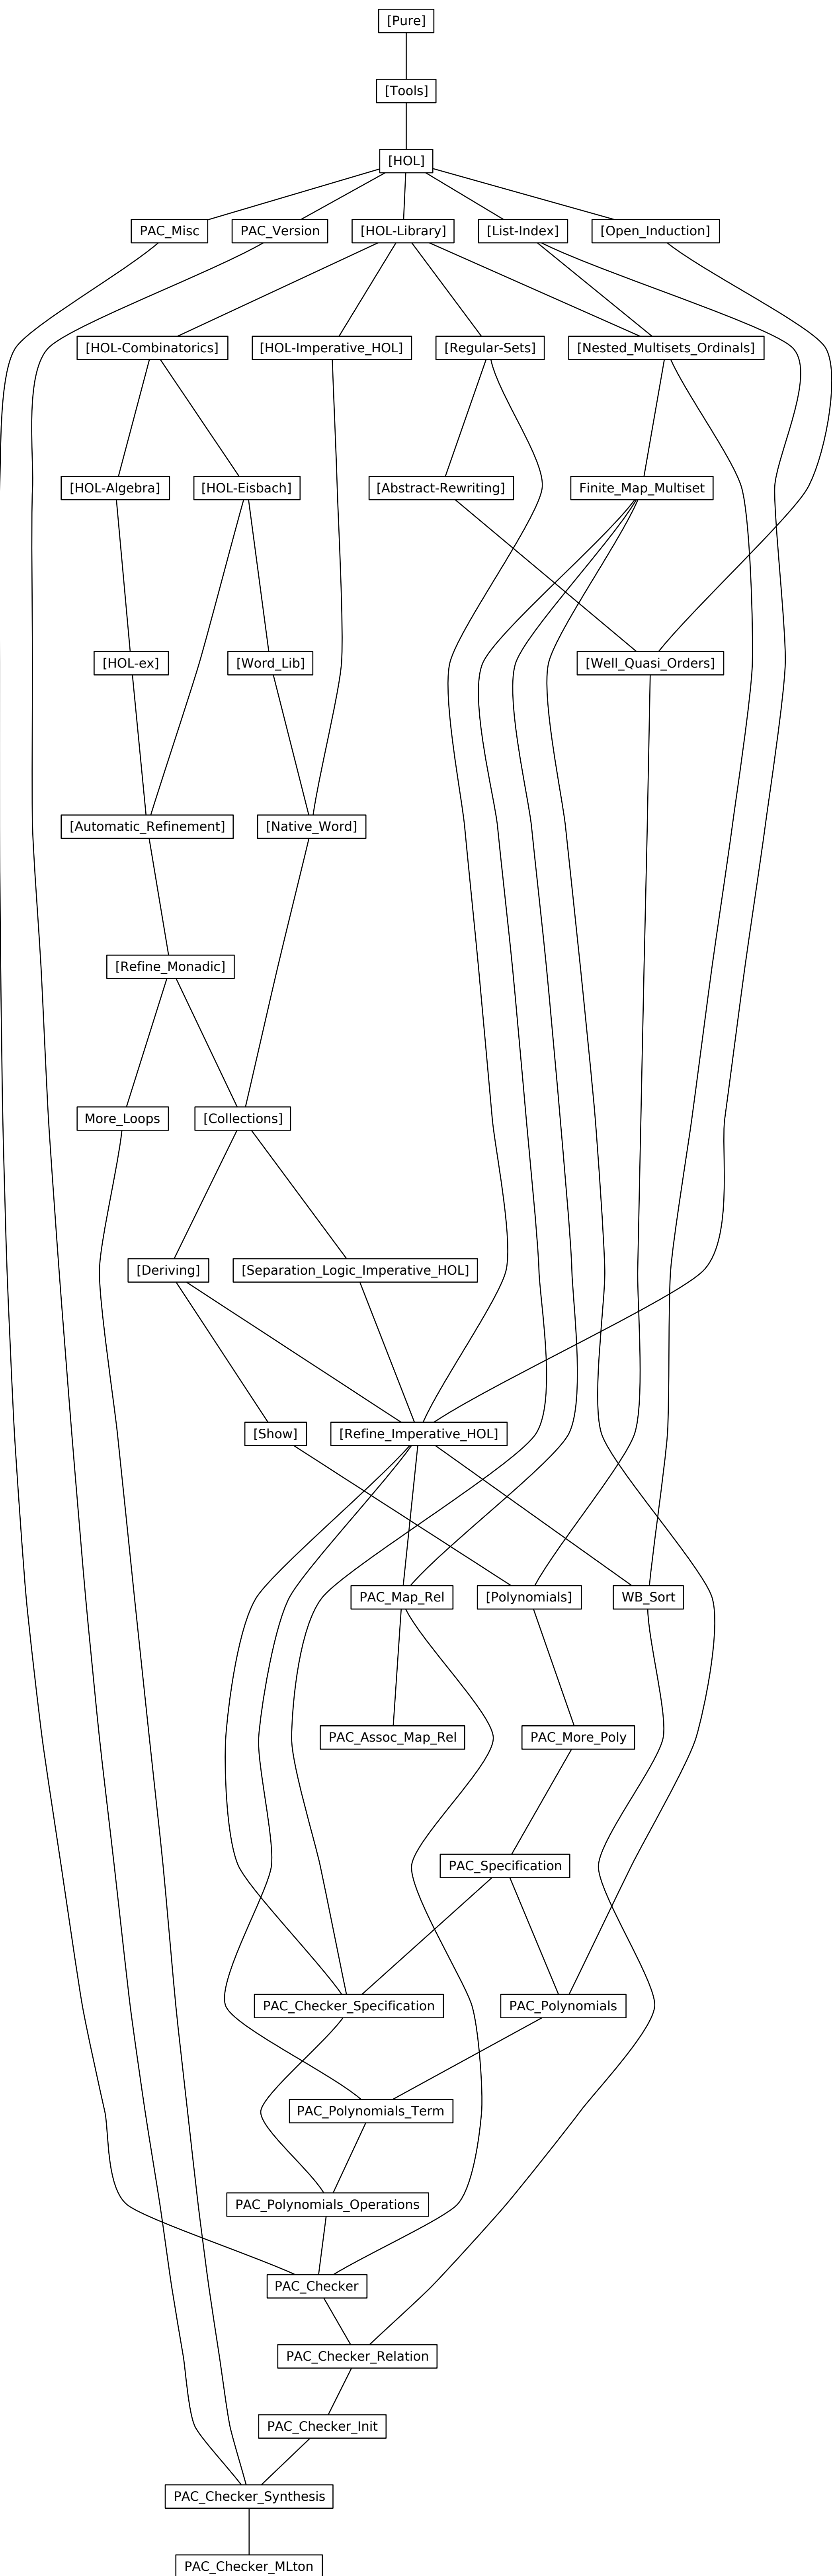 [Pure]
[Tools]
[HOL]
PAC_Misc
PAC_Version
[HOL-Library]
[List-Index]
[Open_Induction]
[HOL-Combinatorics]
[HOL-Imperative_HOL]
[Regular-Sets]
[Nested_Multisets_Ordinals]
[HOL-Algebra]
[HOL-Eisbach]
[Abstract-Rewriting]
Finite_Map_Multiset
[HOL-ex]
[Word_Lib]
[Well_Quasi_Orders]
[Automatic_Refinement]
[Native_Word]
[Refine_Monadic]
More_Loops
[Collections]
[Deriving]
[Separation_Logic_Imperative_HOL]
[Show]
[Refine_Imperative_HOL]
PAC_Map_Rel
[Polynomials]
WB_Sort
PAC_Assoc_Map_Rel
PAC_More_Poly
PAC_Specification
PAC_Checker_Specification
PAC_Polynomials
PAC_Polynomials_Term
PAC_Polynomials_Operations
PAC_Checker
PAC_Checker_Relation
PAC_Checker_Init
PAC_Checker_Synthesis
PAC_Checker_MLton